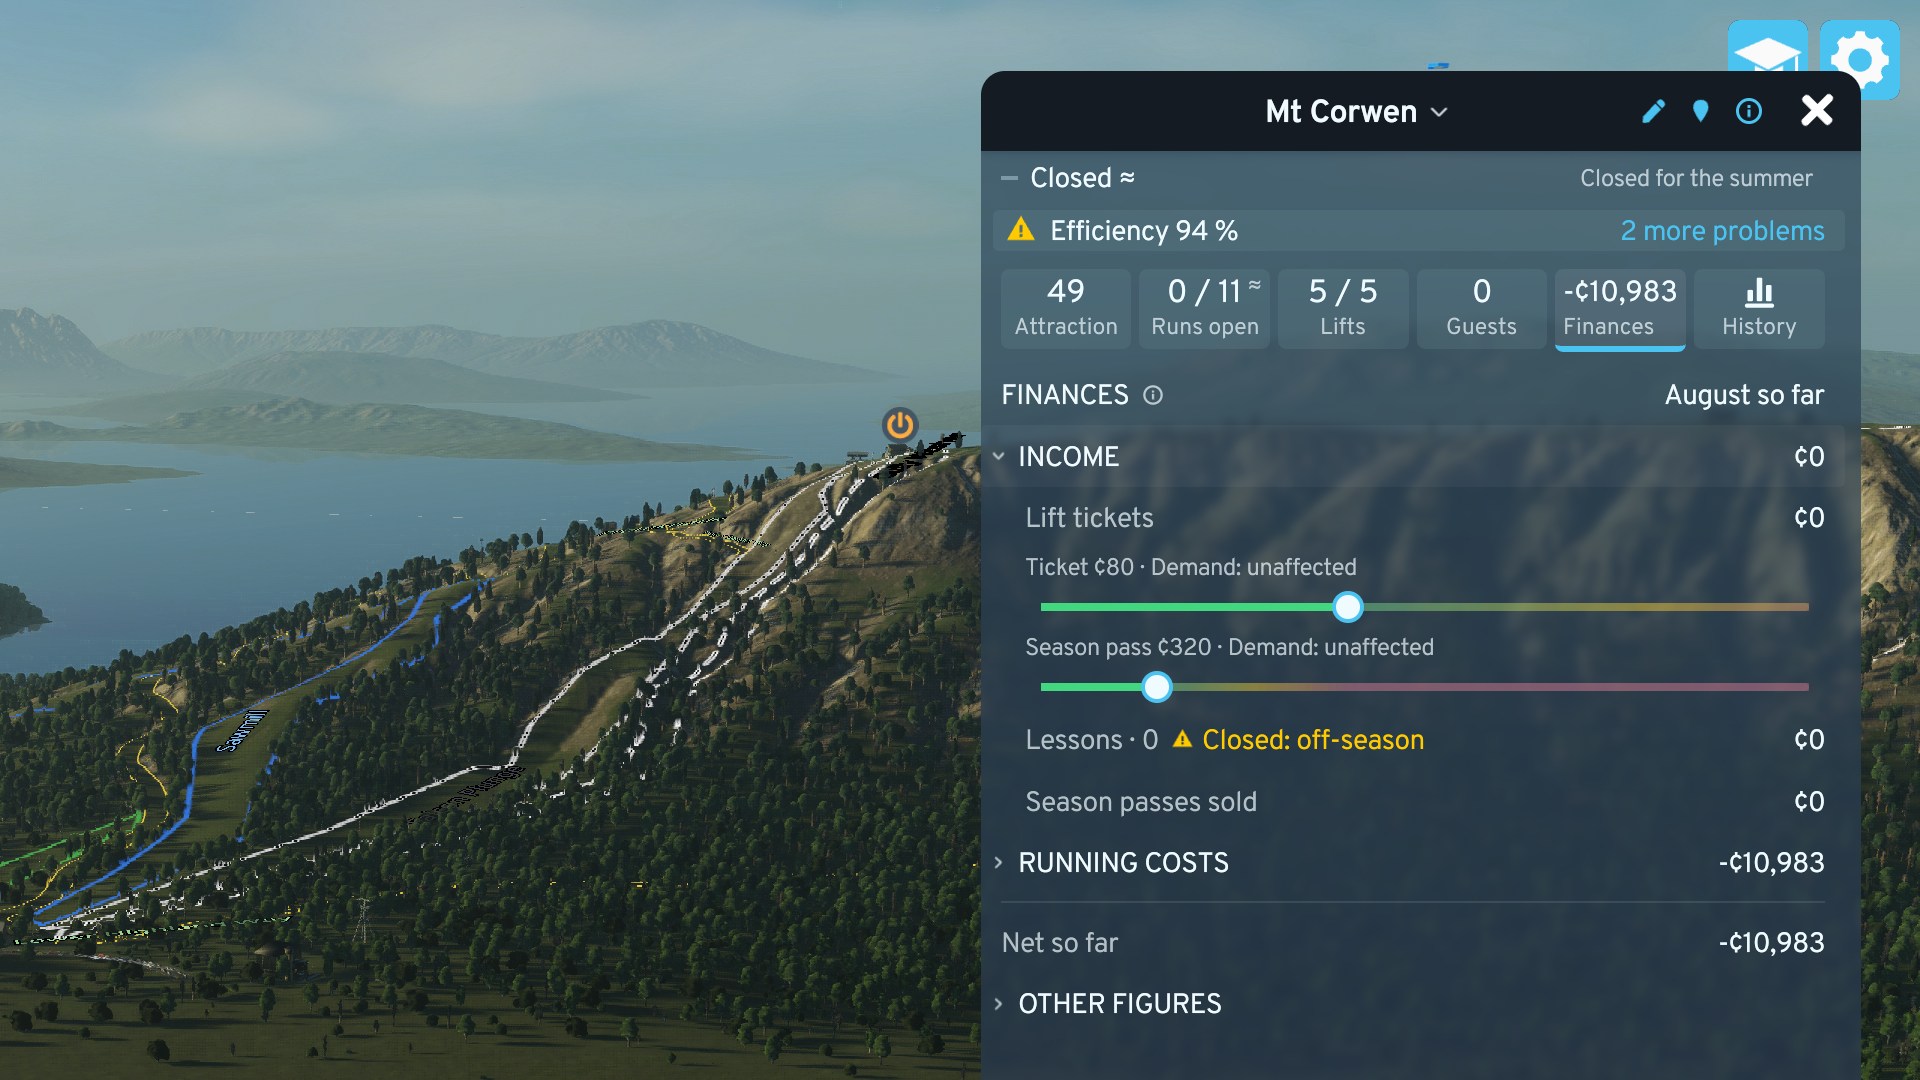 Mt Corwen
Closed ≈
Closed for the summer
Efficiency 94 %
2 more problems
49
Attraction
0 / 11 ≈
Runs open
5 / 5
Lifts
0
Guests
-¢10,983
Finances
History
FINANCES
August so far
INCOME
¢0
Lift tickets
¢0
Ticket ¢80 · Demand: unaffected
Season pass ¢320 · Demand: unaffected
Lessons · 0
Closed: off-season
¢0
Season passes sold
¢0
RUNNING COSTS
-¢10,983
Net so far
-¢10,983
OTHER FIGURES
Sawmill